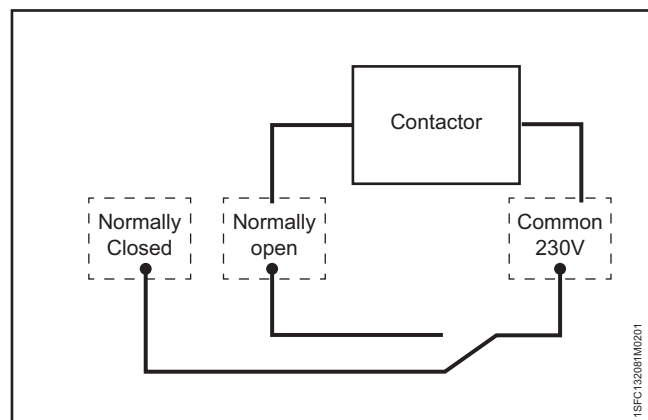 Contactor
Normally
Closed
Normally
open
Common
230V
1SFC132081M0201